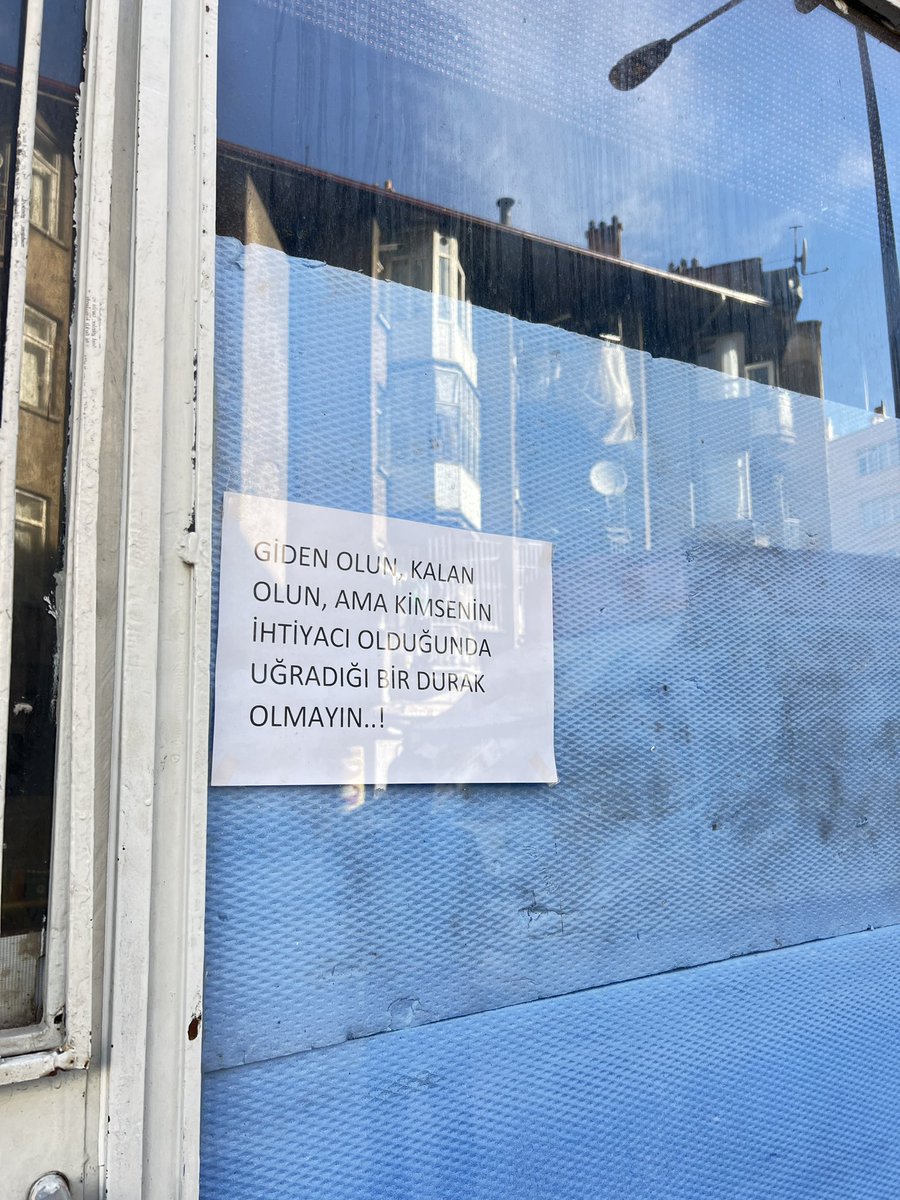 GİDEN OLUN, KALAN
OLUN, AMA KİMSENİN
İHTİYACI OLDUĞUNDA
UĞRADIĞI BİR DURAK
OLMAYIN..!